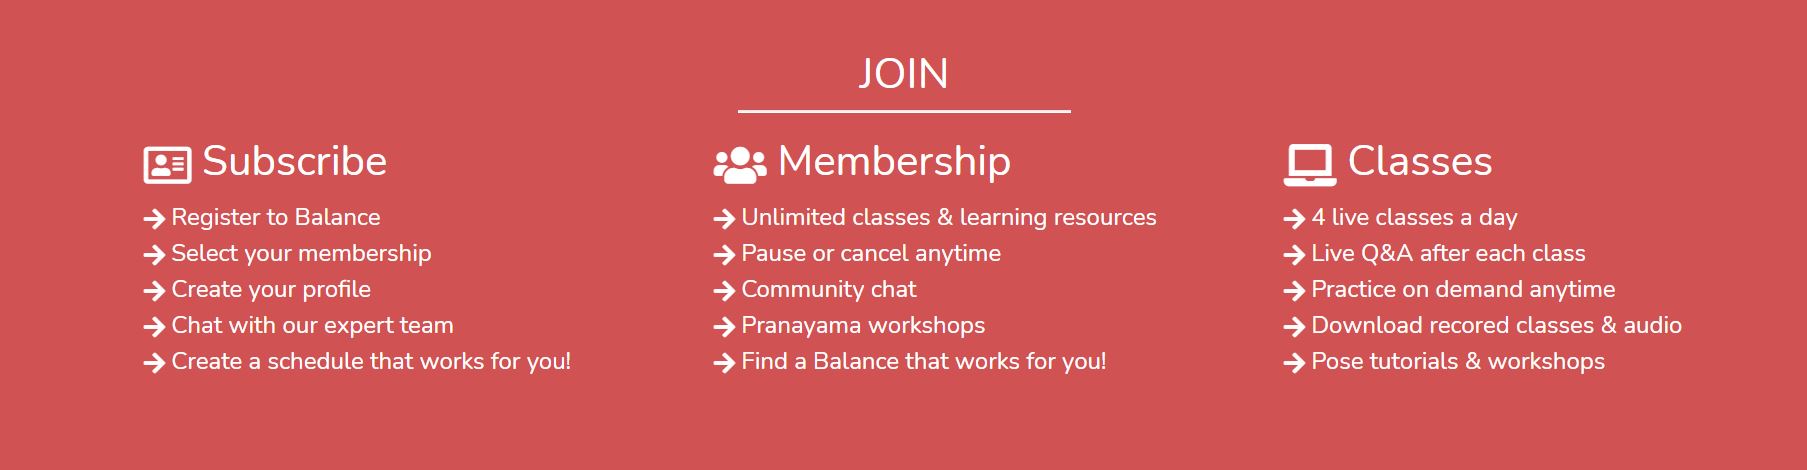 JOIN
Subscribe
Register to Balance
Select your membership
Create your profile
Chat with our expert team
Create a schedule that works for you!
Membership
Unlimited classes & learning resources
Pause or cancel anytime
Community chat
Pranayama workshops
Find a Balance that works for you!
Classes
4 live classes a day
Live Q&A after each class
Practice on demand anytime
Download recored classes & audio
Pose tutorials & workshops